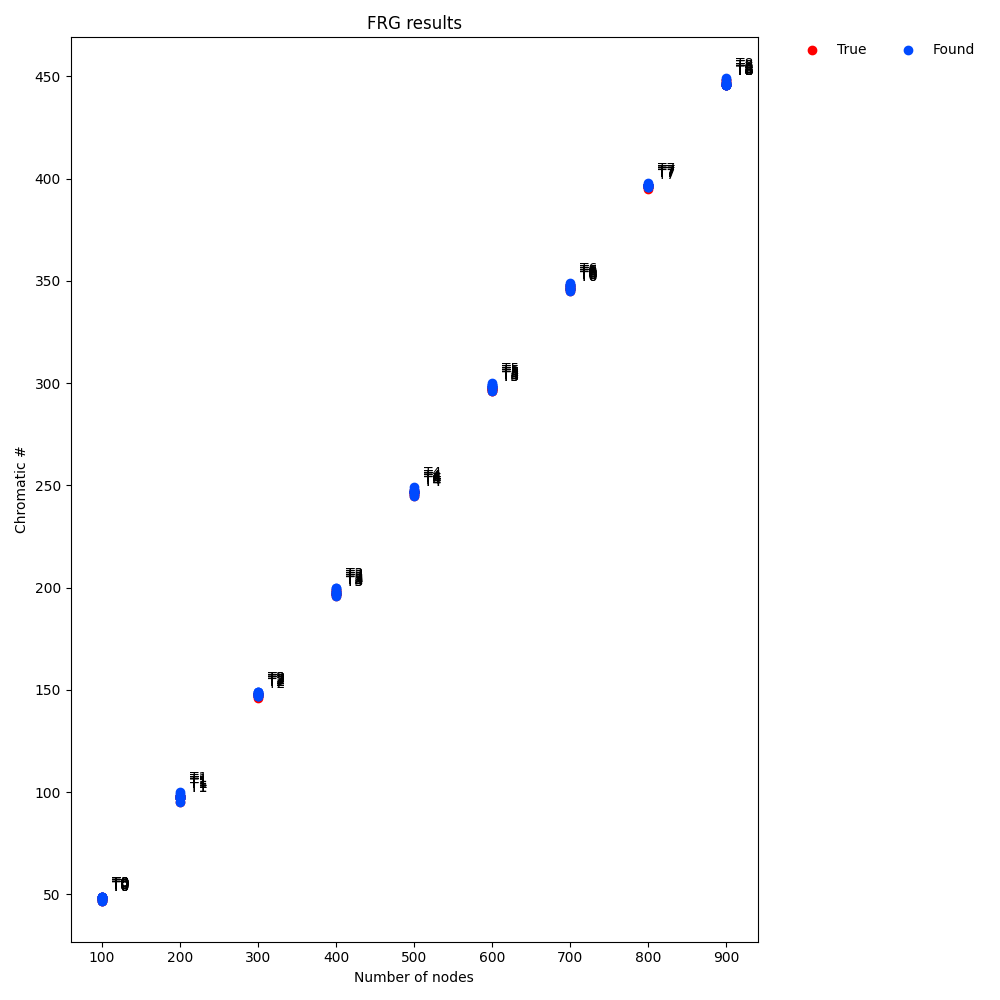 FRG results
True Found
450
400
350
300
250
200
150
100
50
Chromatic #
T8
T7
T6
T5
T4
T3
T2
T1
T0
100 200 300 400 500 600 700 800 900
Number of nodes